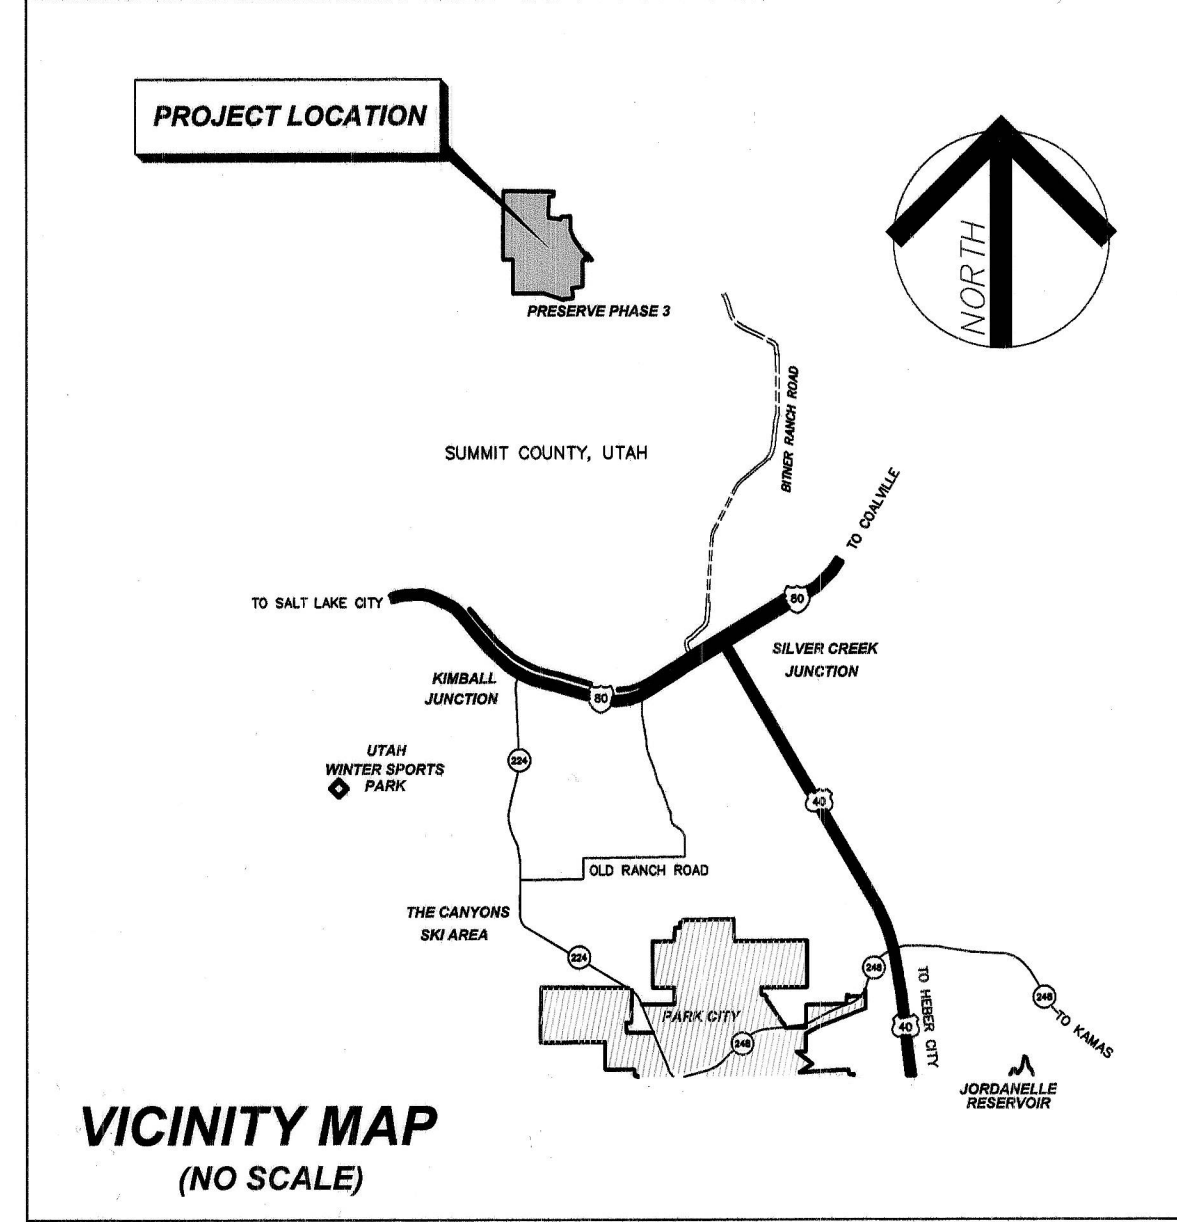 PROJECT LOCATION
NORTH
PRESERVE PHASE 3
BITNER RANCH ROAD
SUMMIT COUNTY, UTAH
TO COALVILLE
80
TO SALT LAKE CITY
SILVER CREEK
JUNCTION
KIMBALL
JUNCTION
80
UTAH
WINTER SPORTS
PARK
224
40
OLD RANCH ROAD
THE CANYONS
SKI AREA
224
248
248
PARK CITY
248
40
TO HEBER CITY
TO KAMAS
JORDANELLE
RESERVOIR
VICINITY MAP
(NO SCALE)